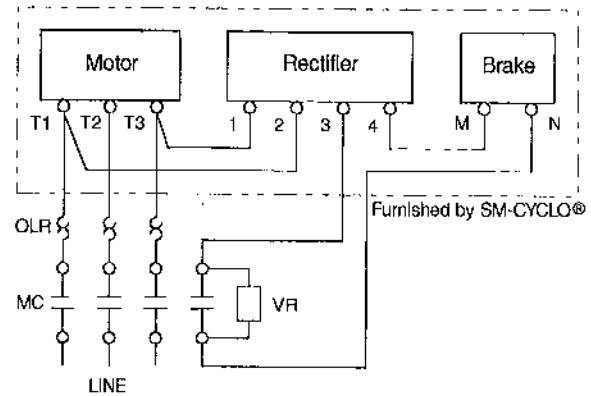 Motor
Rectifier
Brake
T1 T2 T3
1 2 3 4
M N
Furnished by SM-CYCLO®
OLR
MC
VR
LINE